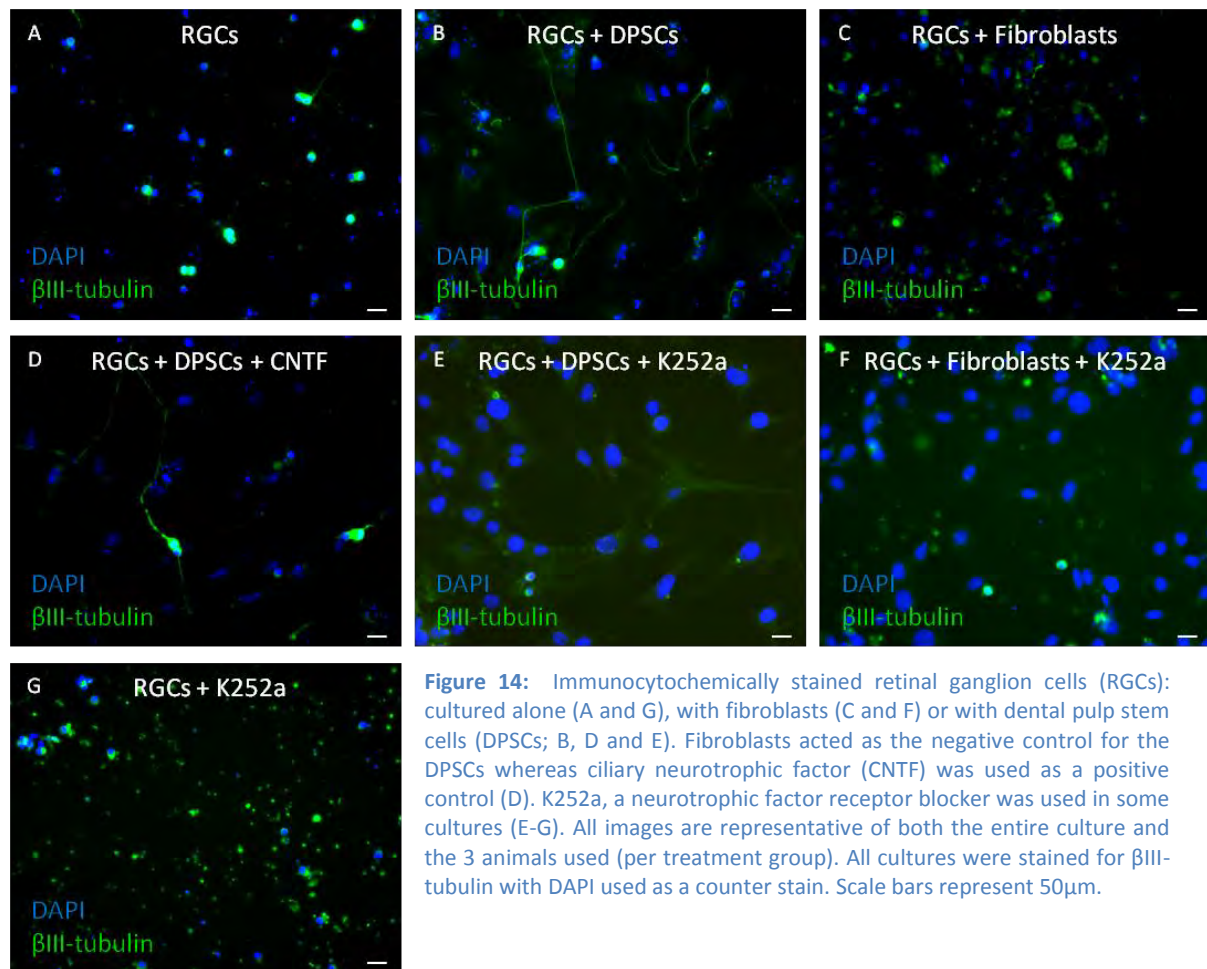 A RGCs
DAPI
βIII-tubulin
B RGCs + DPSCs
DAPI
βIII-tubulin
C RGCs + Fibroblasts
DAPI
βIII-tubulin
D RGCs + DPSCs + CNTF
DAPI
βIII-tubulin
E RGCs + DPSCs + K252a
DAPI
βIII-tubulin
F RGCs + Fibroblasts + K252a
DAPI
βIII-tubulin
G RGCs + K252a
DAPI
βIII-tubulin
Figure 14: Immunocytochemically stained retinal ganglion cells (RGCs):
cultured alone (A and G), with fibroblasts (C and F) or with dental pulp stem
cells (DPSCs; B, D and E). Fibroblasts acted as the negative control for the
DPSCs whereas ciliary neurotrophic factor (CNTF) was used as a positive
control (D). K252a, a neurotrophic factor receptor blocker was used in some
cultures (E-G). All images are representative of both the entire culture and
the 3 animals used (per treatment group). All cultures were stained for βIII-
tubulin with DAPI used as a counter stain. Scale bars represent 50μm.